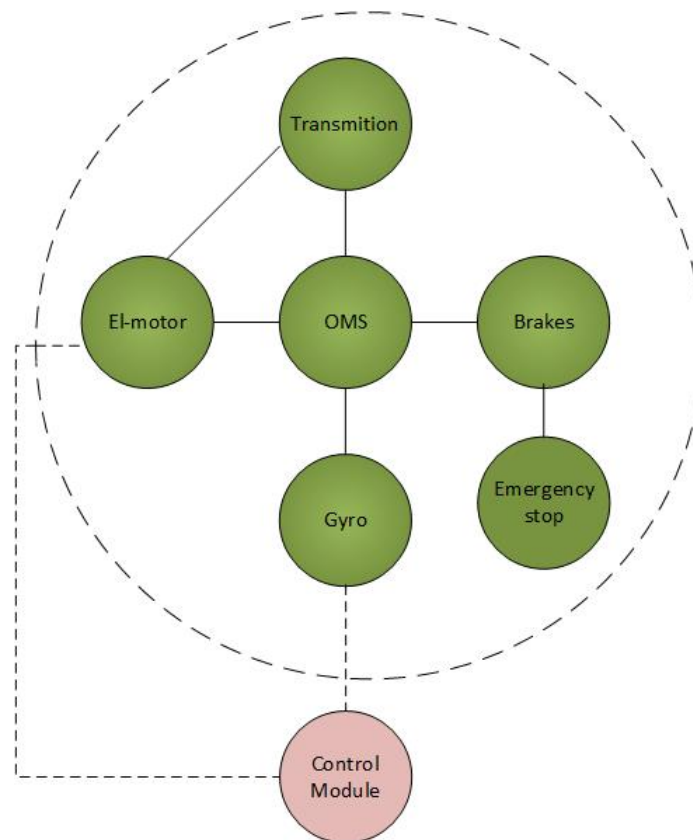 Transmition
El-motor
OMS
Brakes
Gyro
Emergency
stop
Control
Module